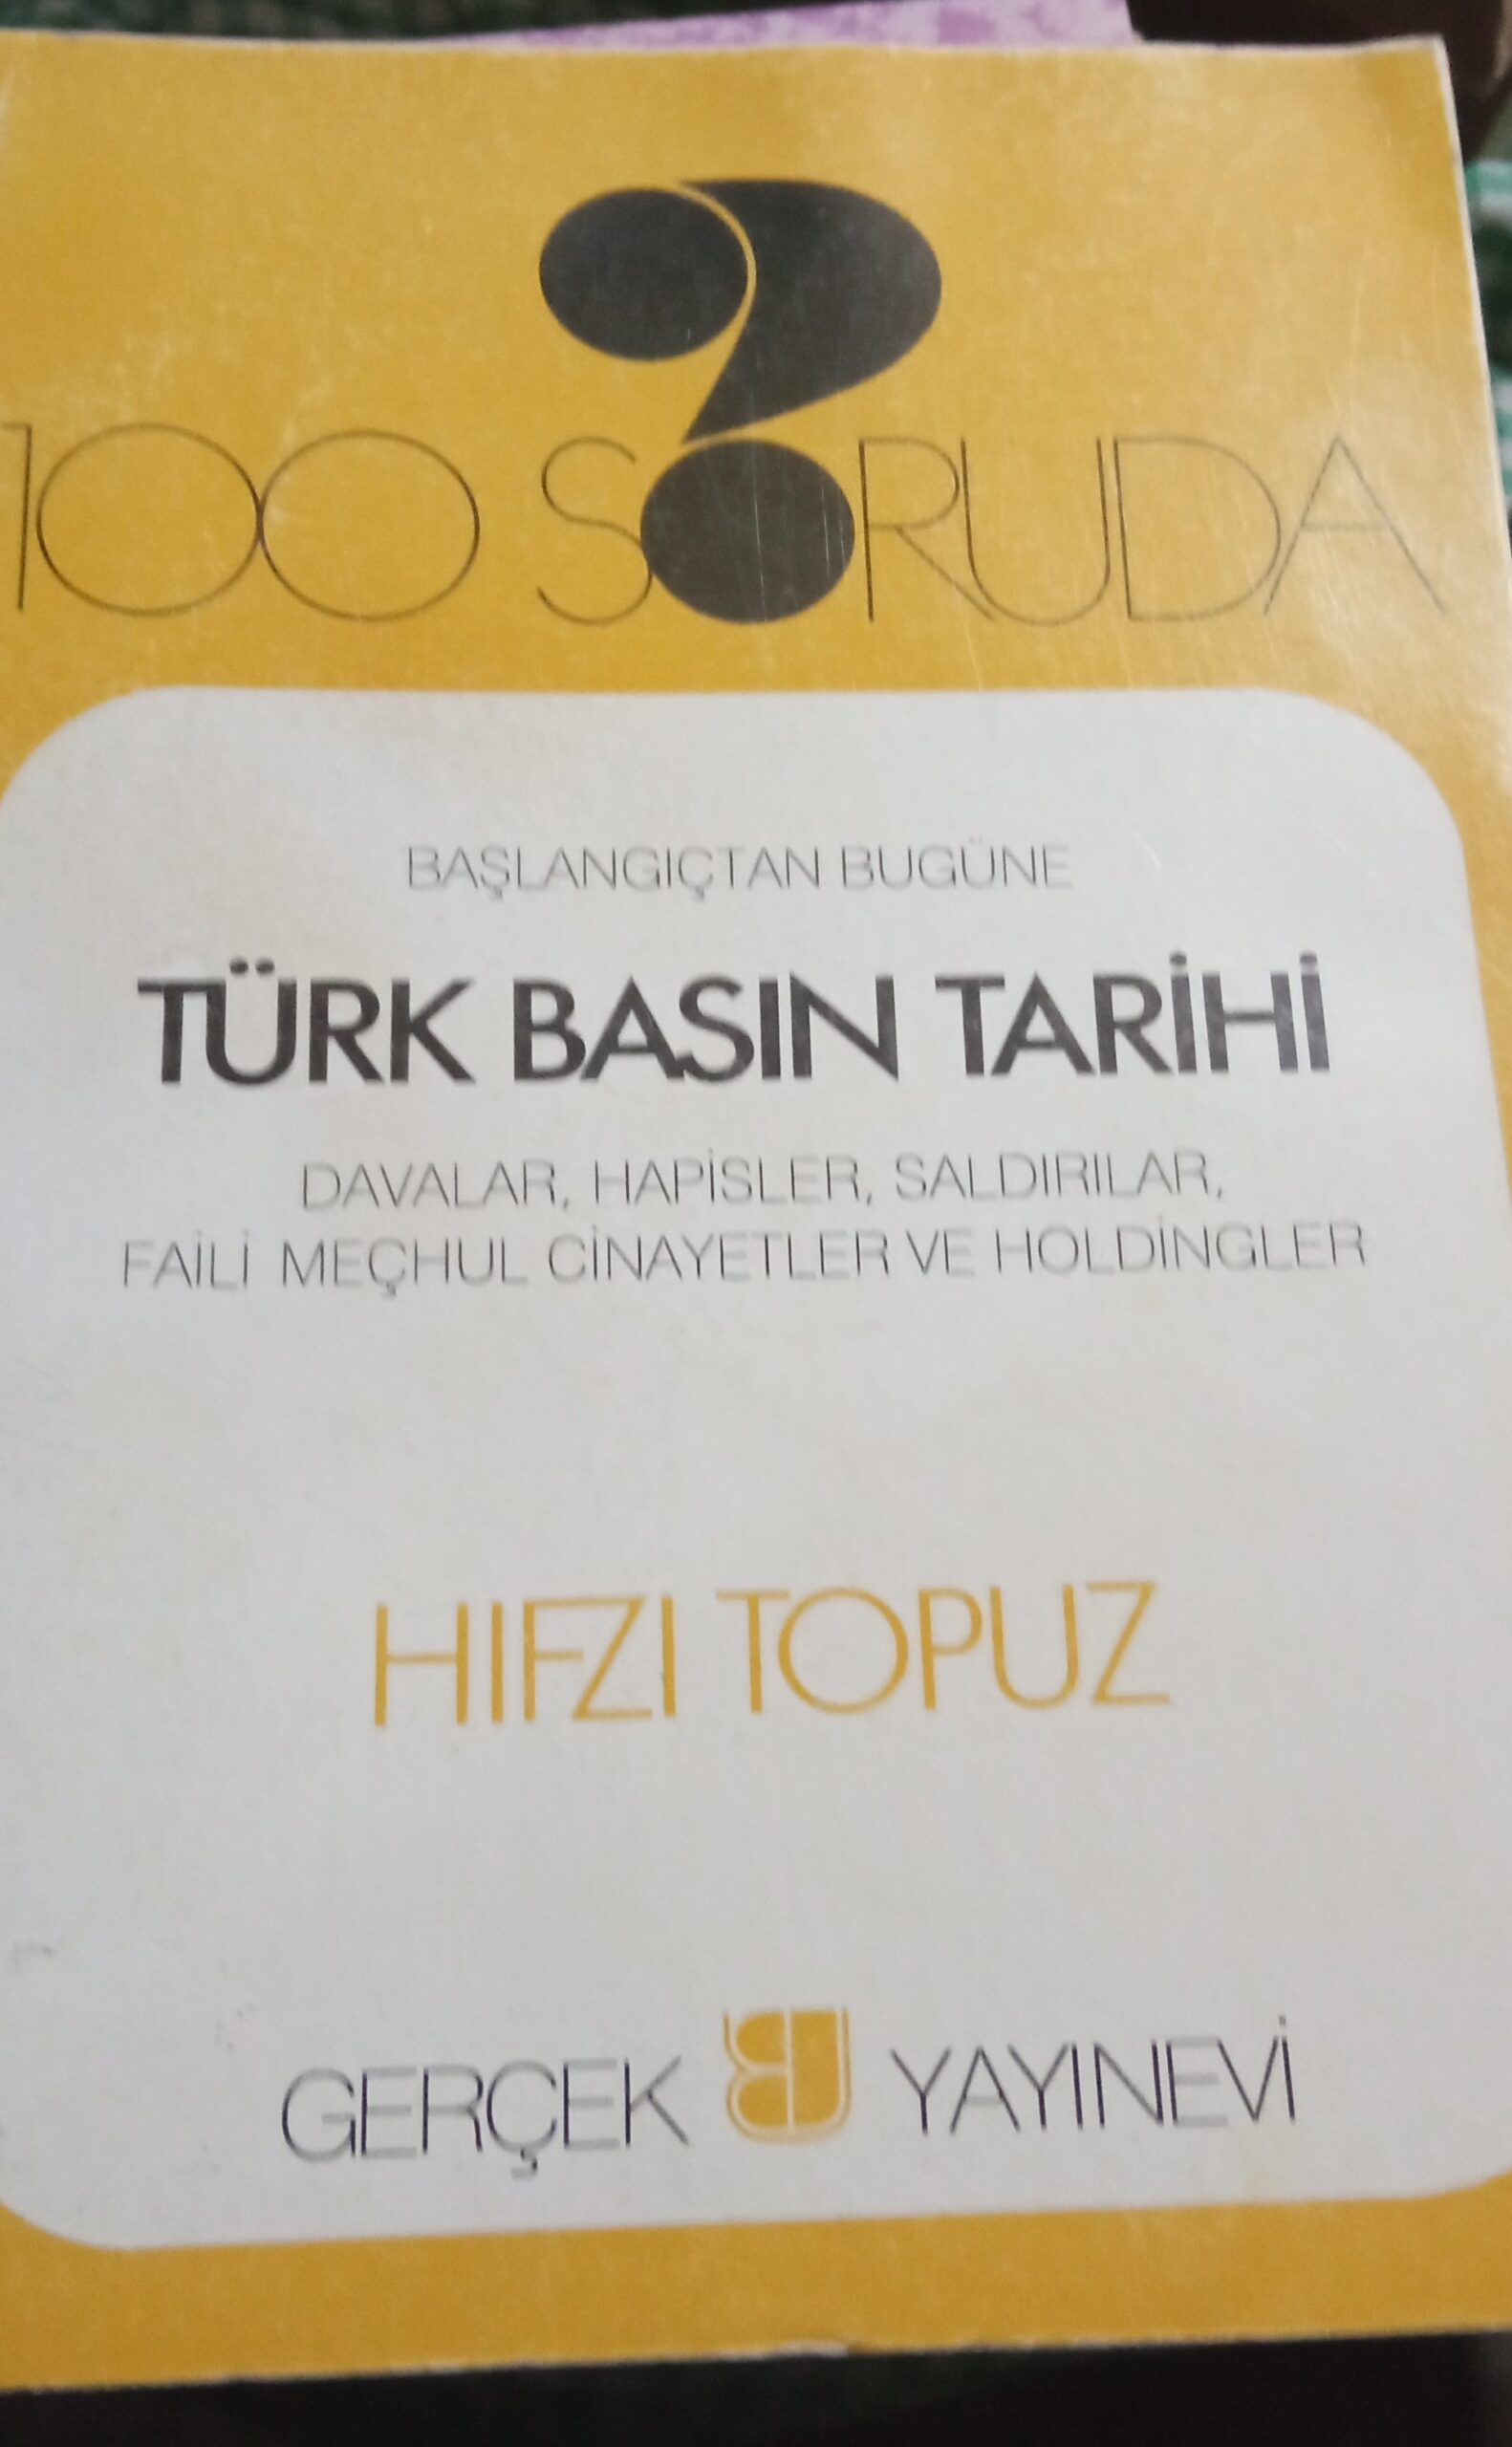 100 SORUDA
BAŞLANGIÇTAN BUGÜNE
TÜRK BASIN TARİHİ
DAVALAR, HAPİSLER, SALDIRILAR,
FAİLİ MEÇHUL CİNAYETLER VE HOLDİNGLER
HIFZI TOPUZ
GERÇEK YAYINEVİ